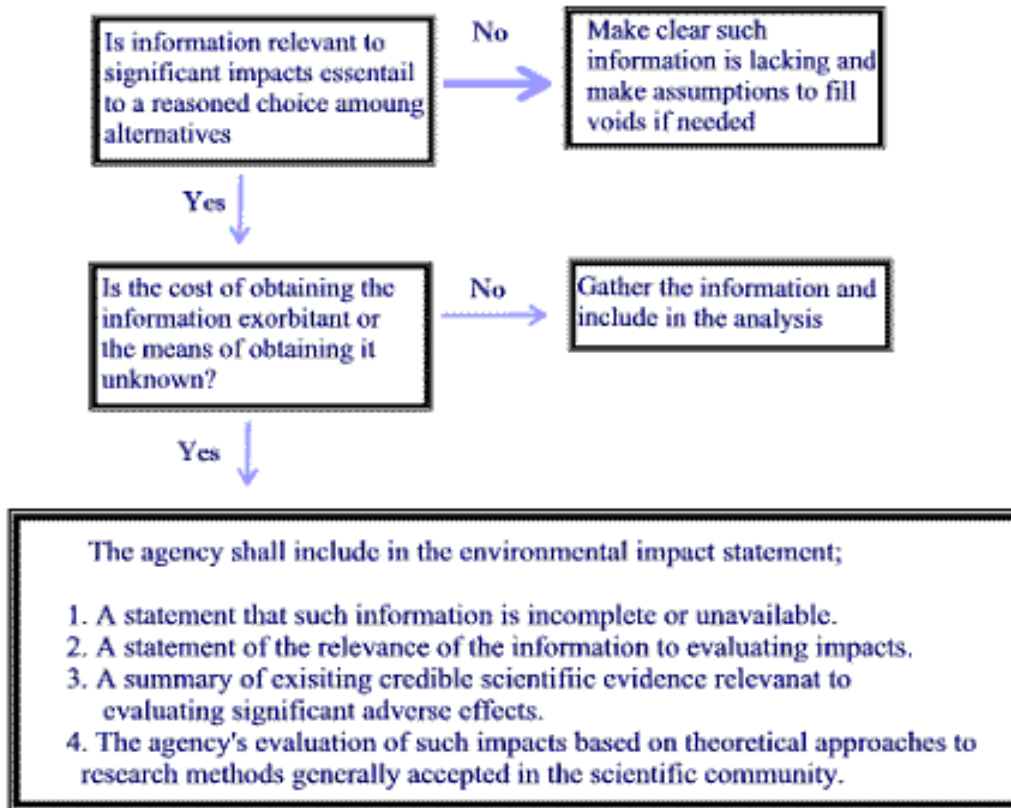 Is information relevant to
significant impacts essentail
to a reasoned choice amoung
alternatives
No
Make clear such
information is lacking and
make assumptions to fill
voids if needed
Yes
Is the cost of obtaining the
information exorbitant or
the means of obtaining it
unknown?
No
Gather the information and
include in the analysis
Yes
The agency shall include in the environmental impact statement;
1. A statement that such information is incomplete or unavailable.
2. A statement of the relevance of the information to evaluating impacts.
3. A summary of exisiting credible scientifiic evidence relevanat to
evaluating significant adverse effects.
4. The agency's evaluation of such impacts based on theoretical approaches to
research methods generally accepted in the scientific community.